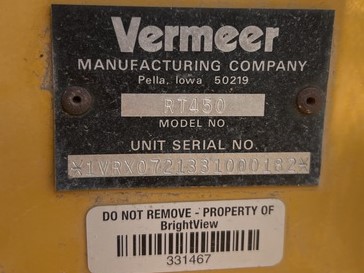 Vermeer
MANUFACTURING COMPANY
Pella, Iowa 50219
RT450
MODEL NO.
UNIT SERIAL NO.
*1VRY0721331000182*
DO NOT REMOVE - PROPERTY OF
BrightView
331467